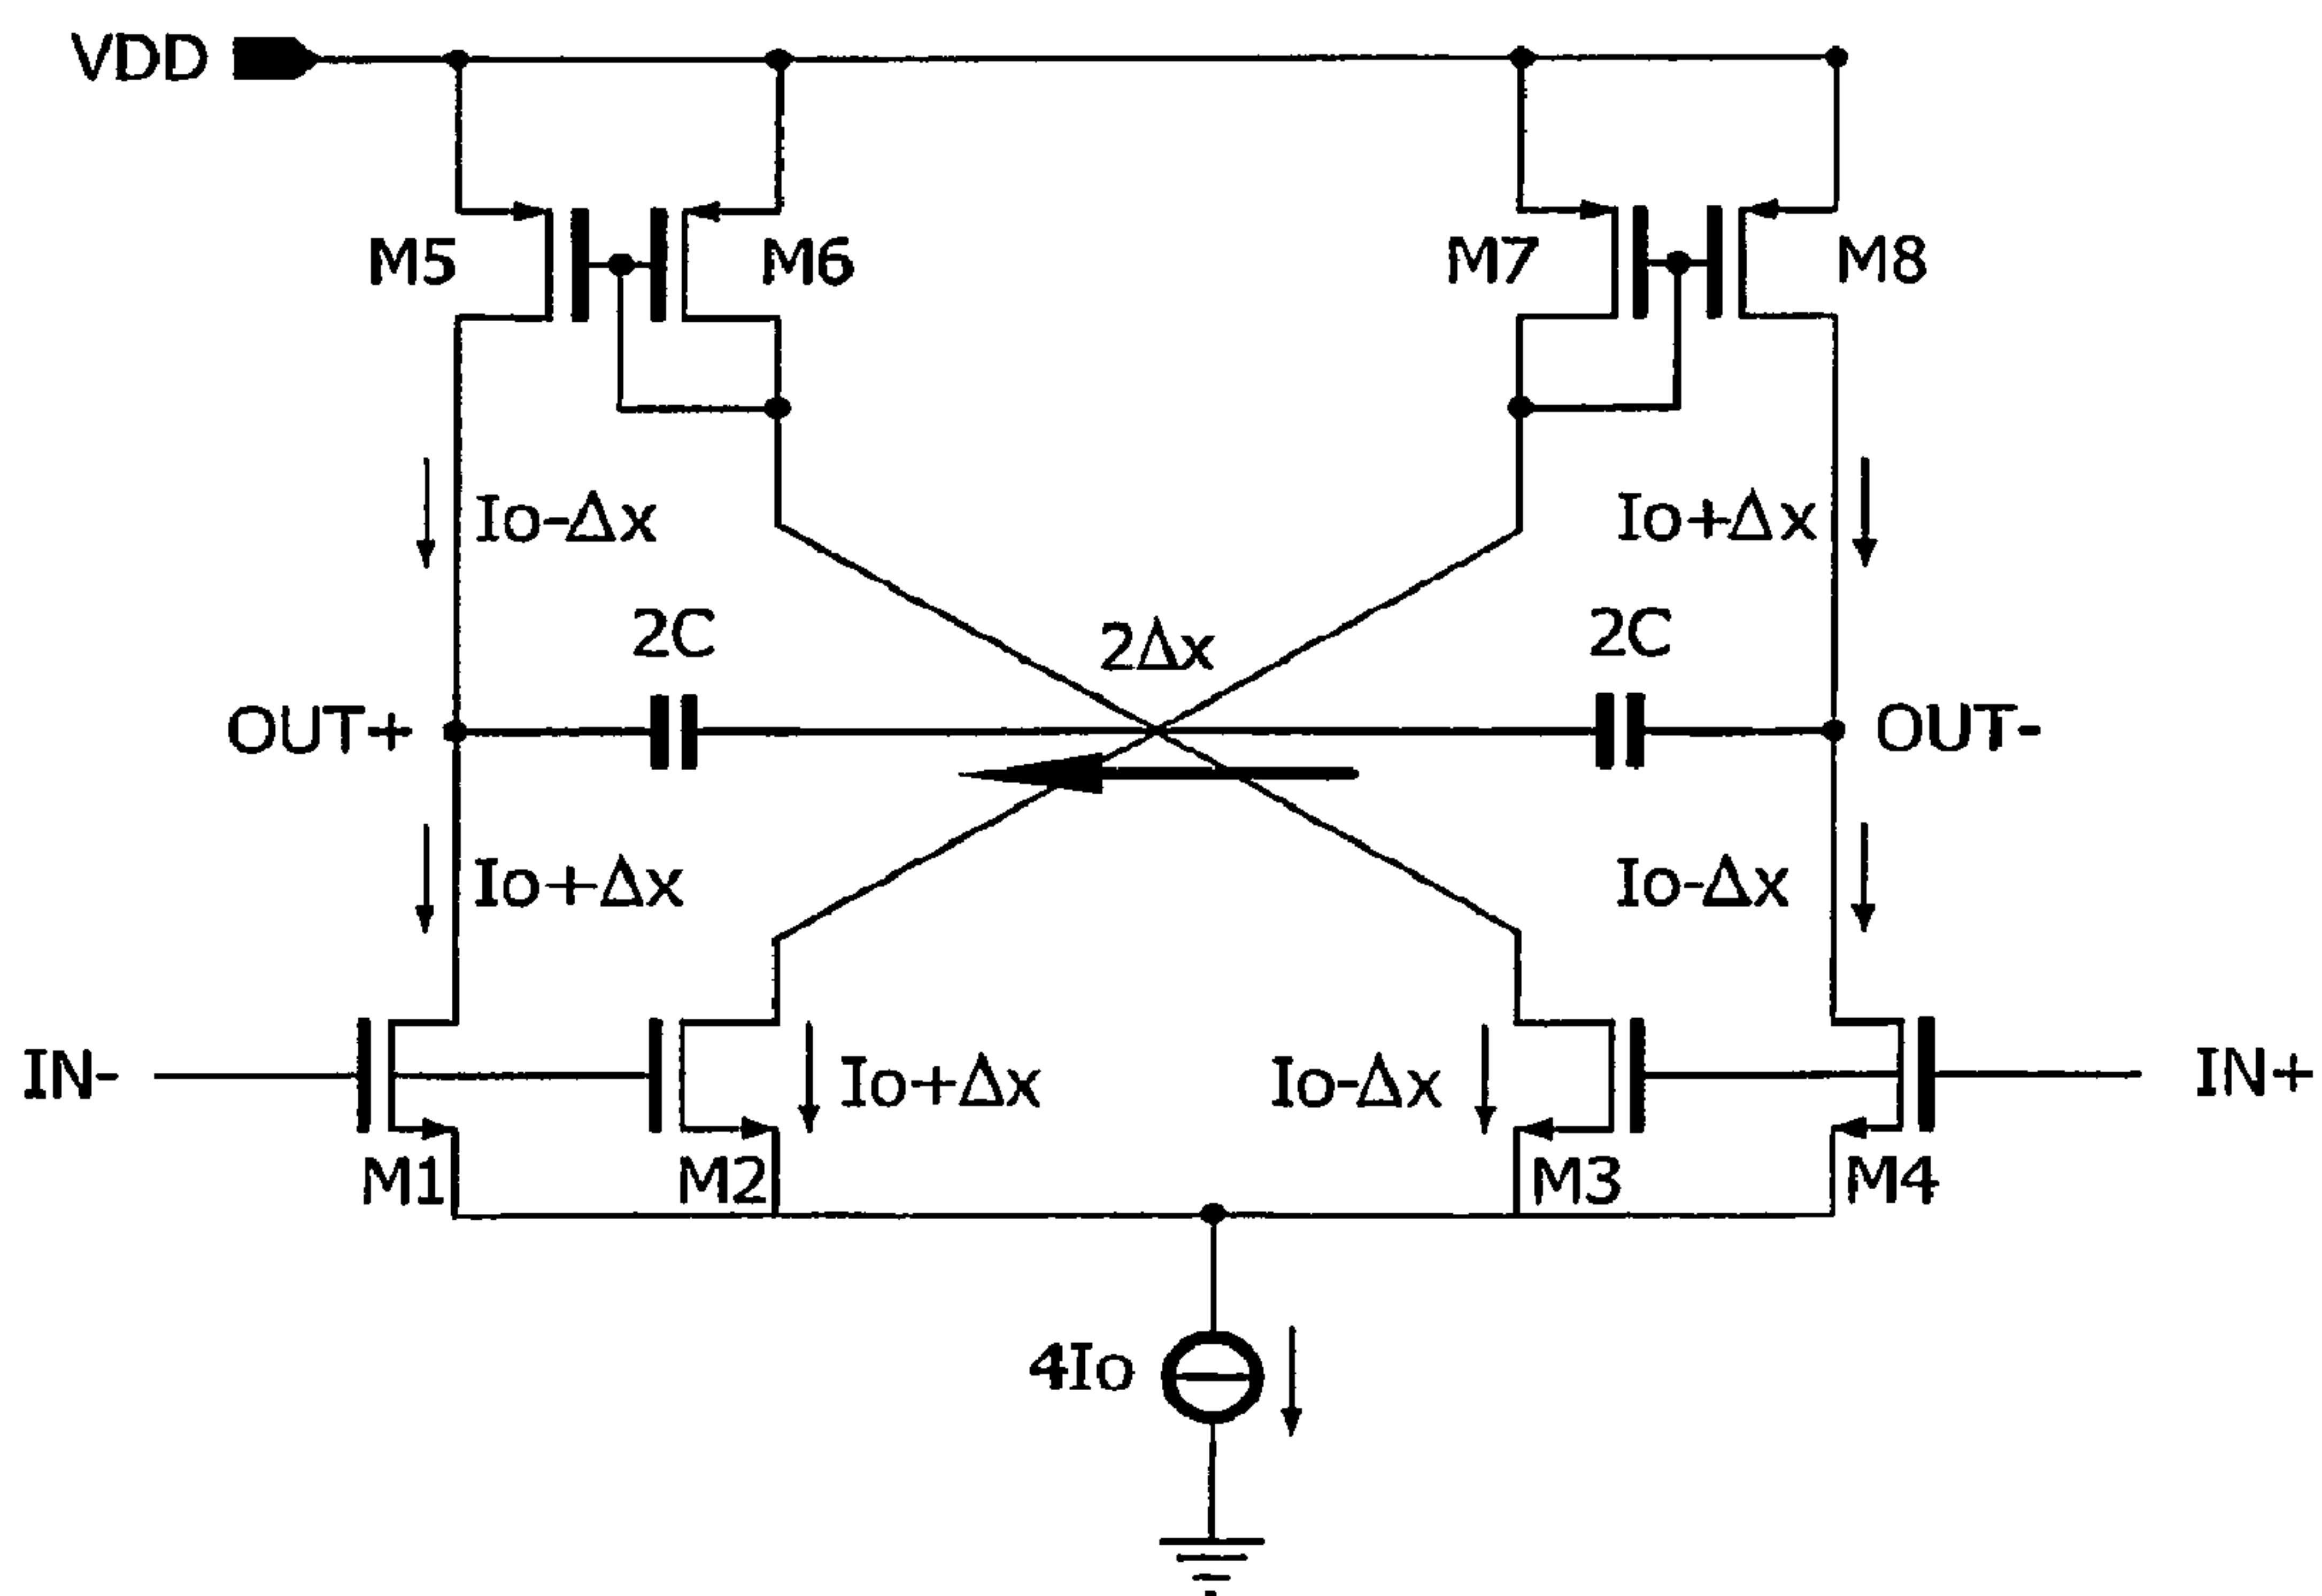 VDD
M5
M6
M7
M8
Io-Δx
Io+Δx
2C
2Δx
2C
OUT+
OUT-
Io+Δx
Io-Δx
IN-
Io+Δx
Io-Δx
IN+
M1
M2
M3
M4
4Io